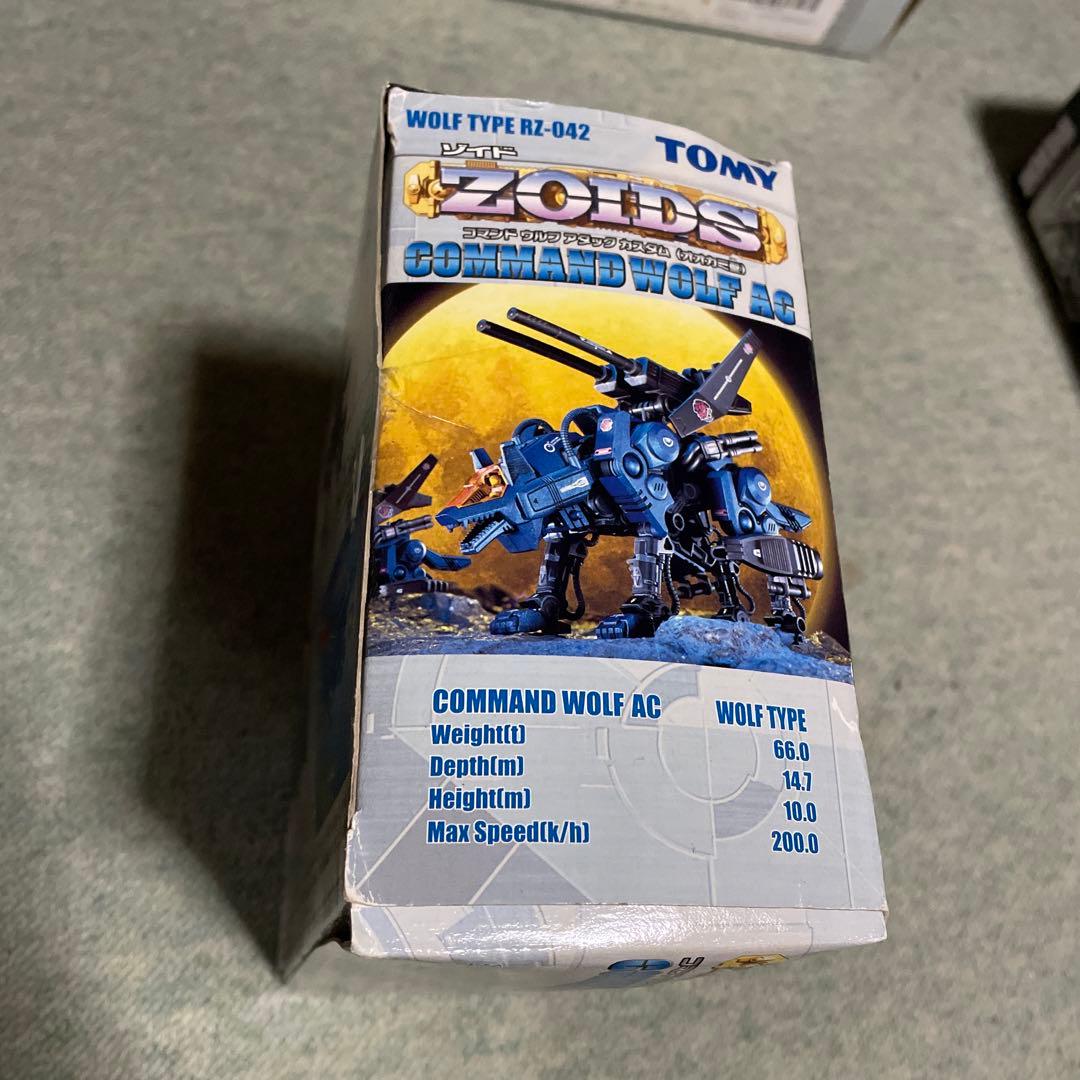 WOLF TYPE RZ-042
TOMY
ゾイド
ZOIDS
コマンド ウルフ アタック カスタム (オオカミ型)
COMMAND WOLF AC
COMMAND WOLF AC WOLF TYPE
Weight(t) 66.0
Depth(m) 14.7
Height(m) 10.0
Max Speed(k/h) 200.0